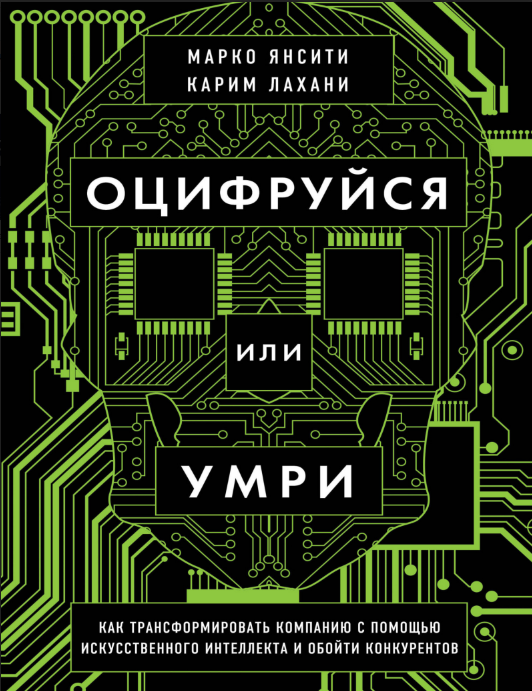 МАРКО ЯНСИТИ
КАРИМ ЛАХАНИ
ОЦИФРУЙСЯ
ИЛИ
УМРИ
КАК ТРАНСФОРМИРОВАТЬ КОМПАНИЮ С ПОМОЩЬЮ
ИСКУССТВЕННОГО ИНТЕЛЛЕКТА И ОБОЙТИ КОНКУРЕНТОВ